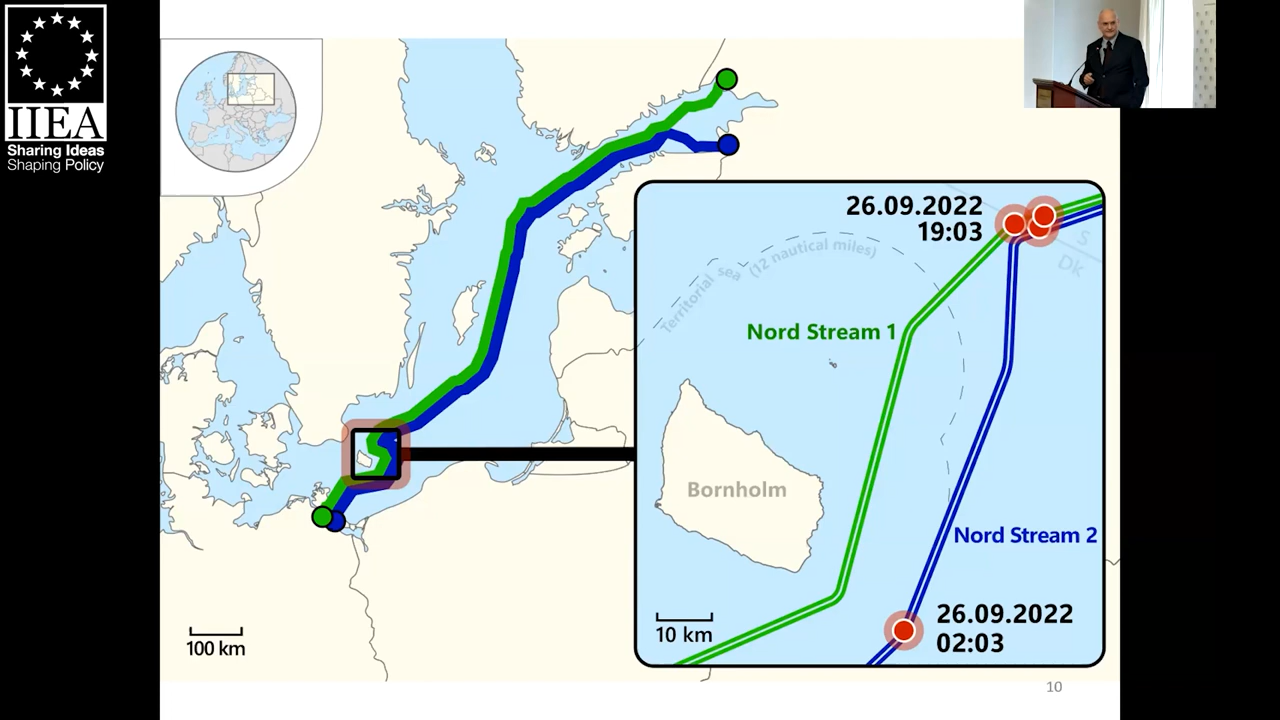 IIEA
Sharing Ideas
Shaping Policy
26.09.2022
19:03
S
Dk
Territorial sea (12 nautical miles)
Nord Stream 1
Bornholm
Nord Stream 2
10 km
26.09.2022
02:03
100 km
10